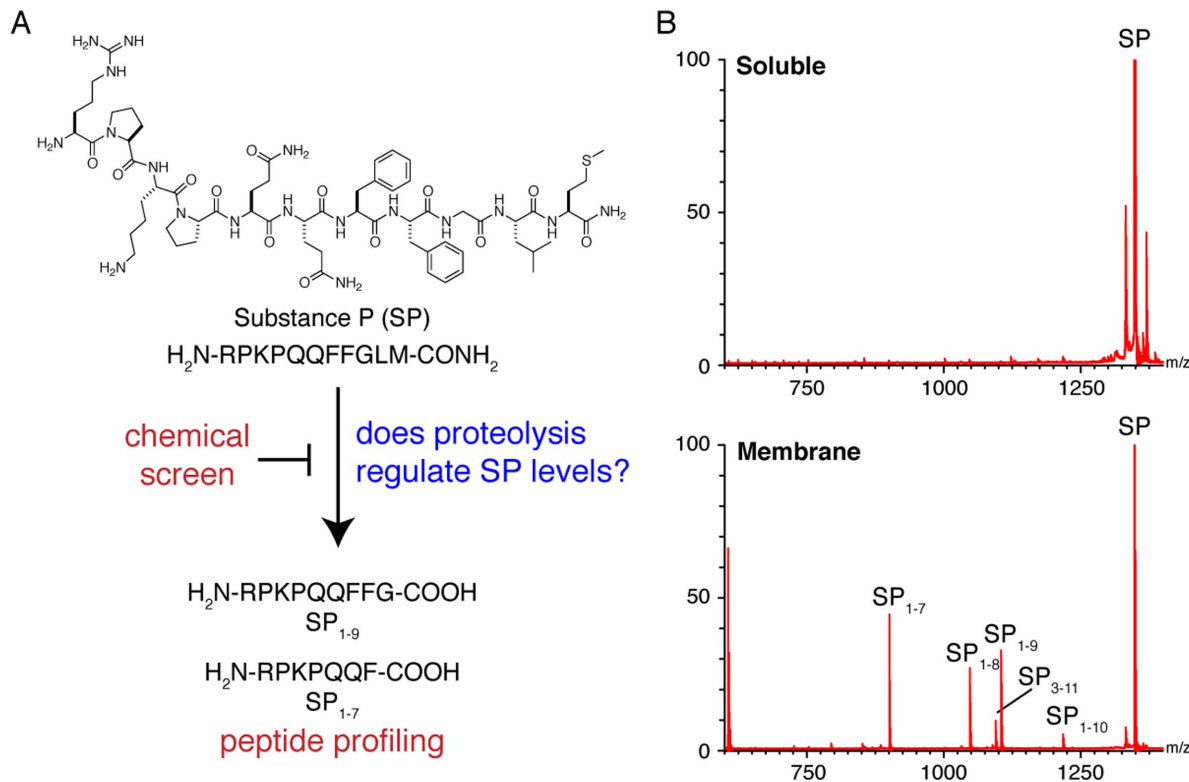 A
H₂N
NH
NH
H₂N
O
N
O
NH
O
N
H₂N
O
N
H
O
NH₂
O
H
N
O
O
NH₂
N
H
O
N
H
O
H
N
O
H
N
O
N
H
S
O
NH₂
Substance P (SP)
H₂N-RPKPQQFFGLM-CONH₂
chemical
screen
does proteolysis
regulate SP levels?
H₂N-RPKPQQFFG-COOH
SP₁₋₉
H₂N-RPKPQQF-COOH
SP₁₋₇
peptide profiling
B
SP
100
Soluble
50
0
750
1000
1250
m/z
SP
100
Membrane
50
SP₁₋₇
SP₁₋₈
SP₁₋₉
SP₃₋₁₁
SP₁₋₁₀
0
750
1000
1250
m/z